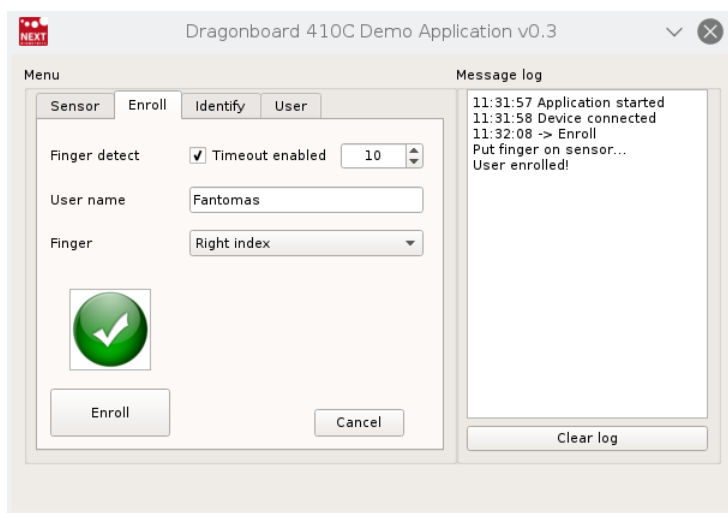 NEXT
Dragonboard 410C Demo Application v0.3
Menu
Sensor Enroll Identify User
Finger detect Timeout enabled 10
User name Fantomas
Finger Right index
Enroll
Cancel
Message log
11:31:57 Application started
11:31:58 Device connected
11:32:08 -> Enroll
Put finger on sensor...
User enrolled!
Clear log